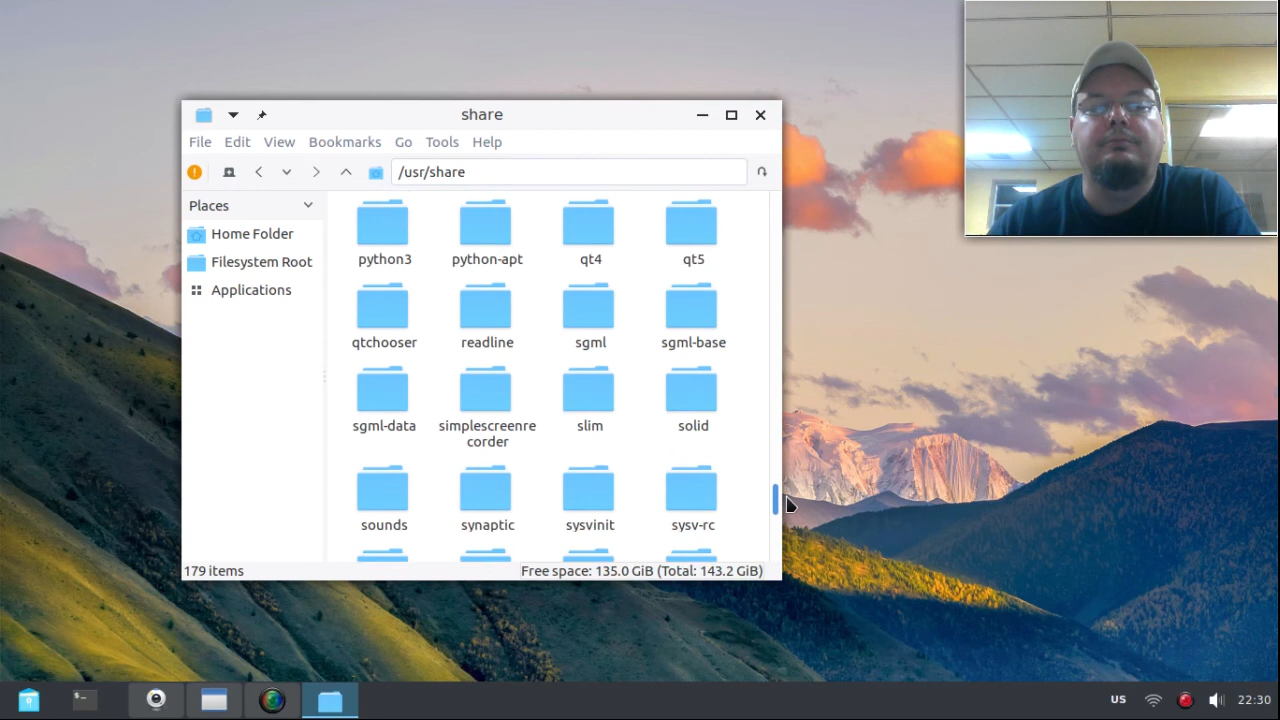 share
File Edit View Bookmarks Go Tools Help
/usr/share
Places
Home Folder
Filesystem Root
Applications
python3 python-apt qt4 qt5
qtchooser readline sgml sgml-base
sgml-data simplescreenre slim solid
corder
sounds synaptic sysvinit sysv-rc
179 items Free space: 135.0 GiB (Total: 143.2 GiB)
US 22:30